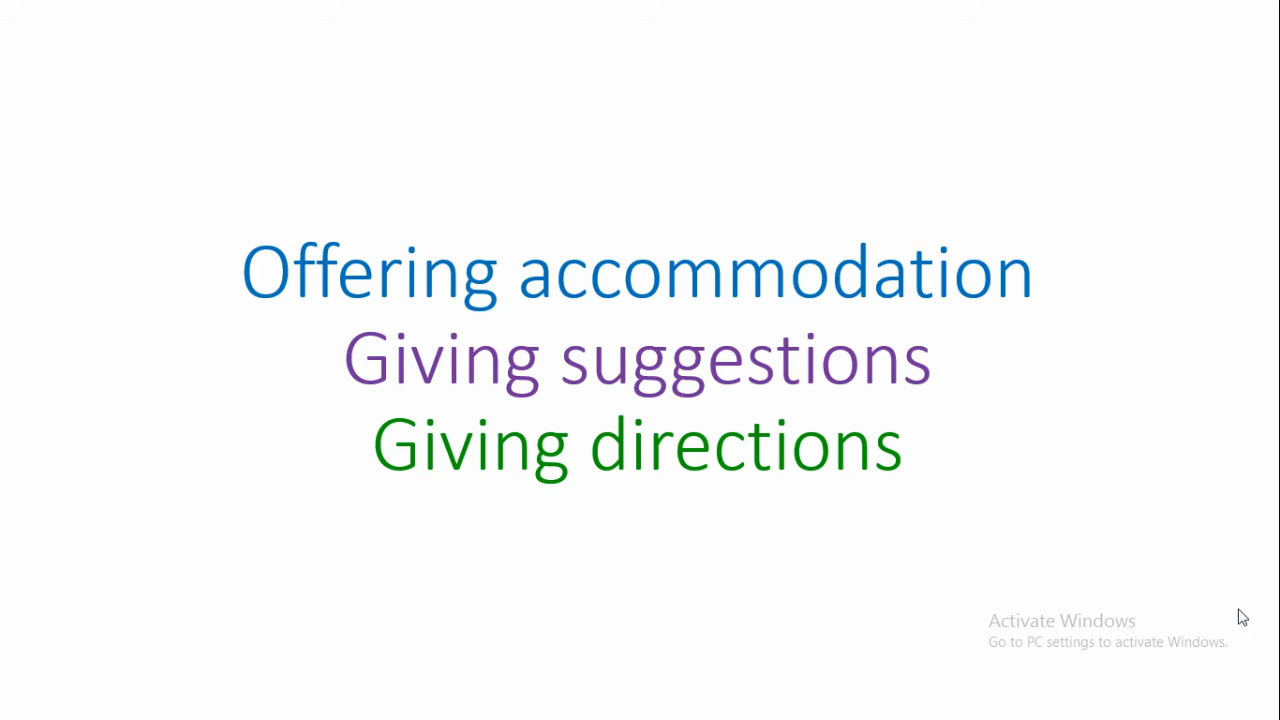 Offering accommodation
Giving suggestions
Giving directions
Activate Windows
Go to PC settings to activate Windows.